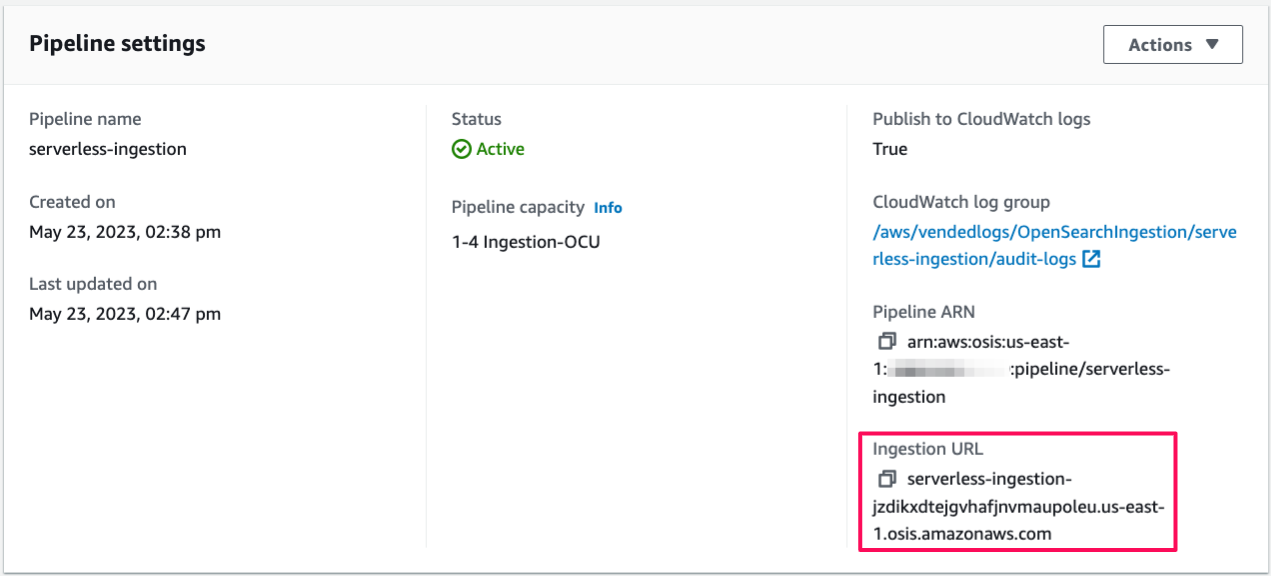 Pipeline settings
Actions
Pipeline name
serverless-ingestion
Created on
May 23, 2023, 02:38 pm
Last updated on
May 23, 2023, 02:47 pm
Status
Active
Pipeline capacity Info
1-4 Ingestion-OCU
Publish to CloudWatch logs
True
CloudWatch log group
/aws/vendedlogs/OpenSearchIngestion/serve
rless-ingestion/audit-logs
Pipeline ARN
arn:aws:osis:us-east-
1: :pipeline/serverless-
ingestion
Ingestion URL
serverless-ingestion-
jzdikxdtejgvhafjnvmaupoleu.us-east-
1.osis.amazonaws.com